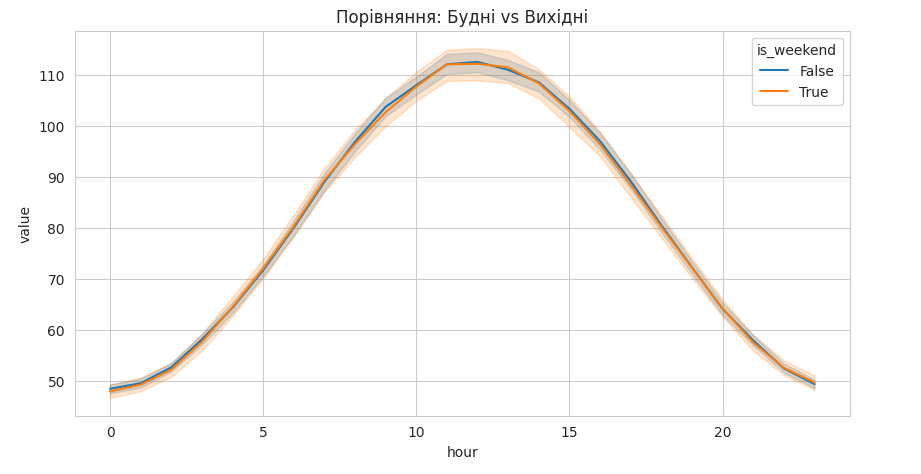 Порівняння: Будні vs Вихідні
is_weekend
False
True
value
110
100
90
80
70
60
50
0 5 10 15 20
hour